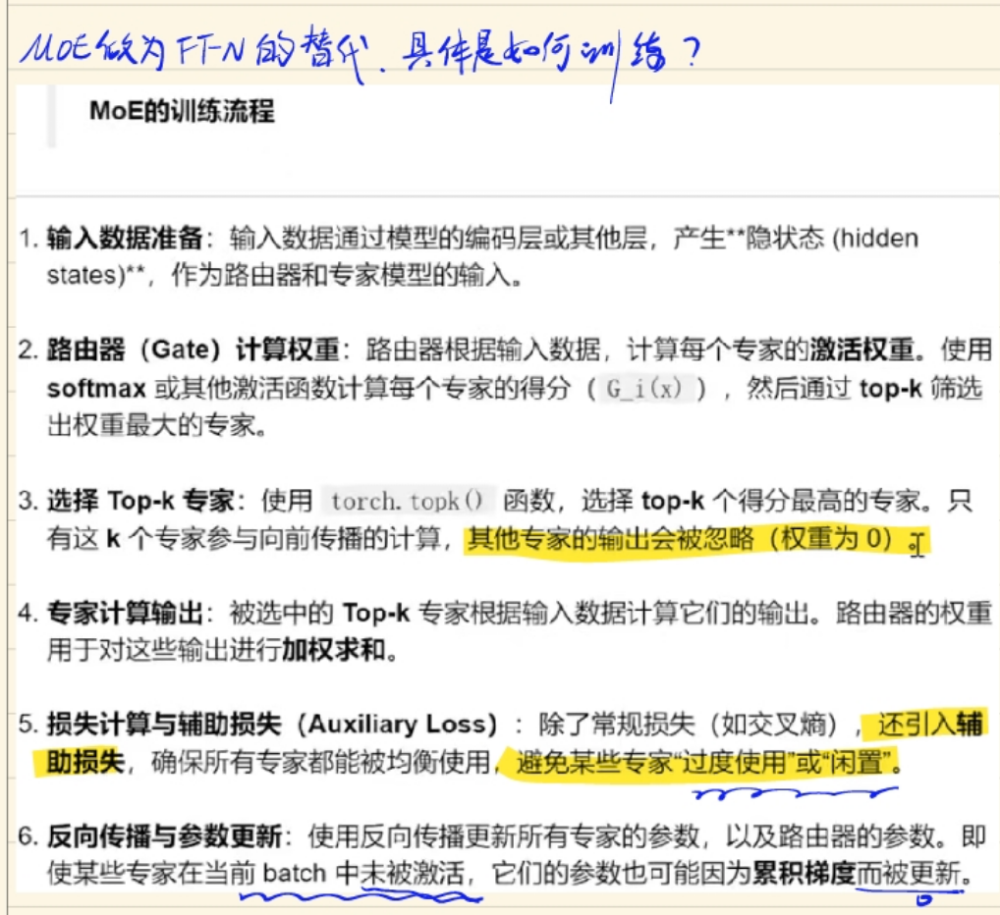 MOE做为FFN的替代、具体是如何训练？
MoE的训练流程
1. 输入数据准备：输入数据通过模型的编码层或其他层，产生**隐状态 (hidden
states)**，作为路由器和专家模型的输入。
2. 路由器（Gate）计算权重：路由器根据输入数据，计算每个专家的激活权重。使用
softmax 或其他激活函数计算每个专家的得分（ G_i(x) ），然后通过 top-k 筛选
出权重最大的专家。
3. 选择 Top-k 专家：使用 torch.topk() 函数，选择 top-k 个得分最高的专家。只
有这 k 个专家参与向前传播的计算，其他专家的输出会被忽略（权重为 0）。
4. 专家计算输出：被选中的 Top-k 专家根据输入数据计算它们的输出。路由器的权重
用于对这些输出进行加权求和。
5. 损失计算与辅助损失（Auxiliary Loss）：除了常规损失（如交叉熵），还引入辅
助损失，确保所有专家都能被均衡使用，避免某些专家“过度使用”或“闲置”。
6. 反向传播与参数更新：使用反向传播更新所有专家的参数，以及路由器的参数。即
使某些专家在当前 batch 中未被激活，它们的参数也可能因为累积梯度而被更新。